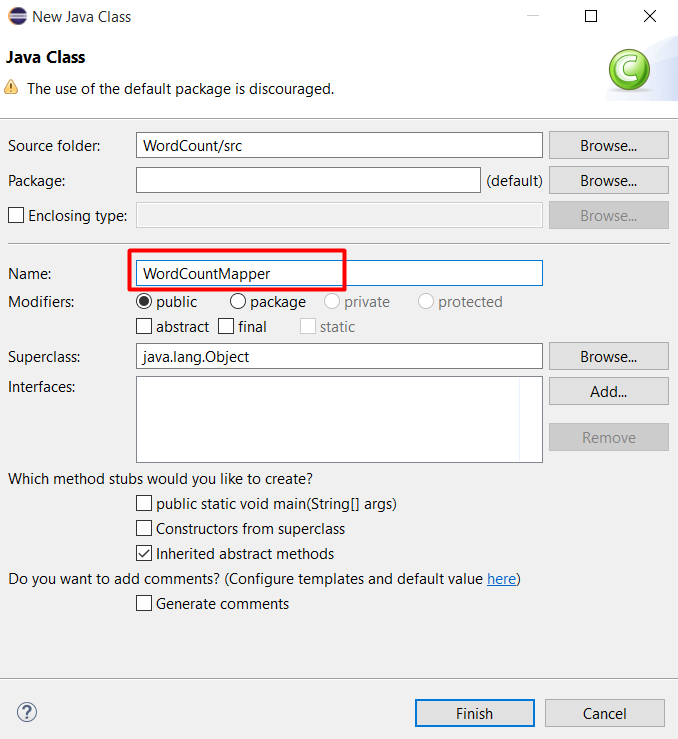 New Java Class
Java Class
The use of the default package is discouraged.
Source folder: WordCount/src Browse...
Package: (default) Browse...
Enclosing type: Browse...
Name: WordCountMapper
Modifiers: public package private protected
abstract final static
Superclass: java.lang.Object Browse...
Interfaces: Add...
Remove
Which method stubs would you like to create?
public static void main(String[] args)
Constructors from superclass
Inherited abstract methods
Do you want to add comments? (Configure templates and default value here)
Generate comments
? Finish Cancel